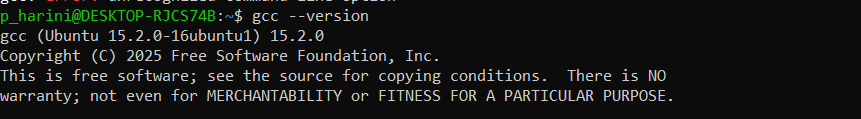 p_harini@DESKTOP-RJCS74B:~$ gcc --version
gcc (Ubuntu 15.2.0-16ubuntu1) 15.2.0
Copyright (C) 2025 Free Software Foundation, Inc.
This is free software; see the source for copying conditions.  There is NO
warranty; not even for MERCHANTABILITY or FITNESS FOR A PARTICULAR PURPOSE.